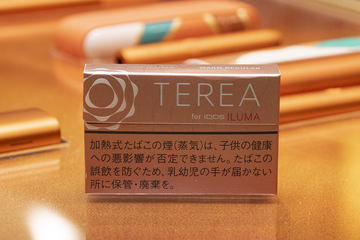 TEREA
for IQOS ILUMA
加熱式たばこの煙(蒸気)は、子供の健康
への悪影響が否定できません。たばこの
誤飲を防ぐため、乳幼児の手が届かない
所に保管・廃棄を。